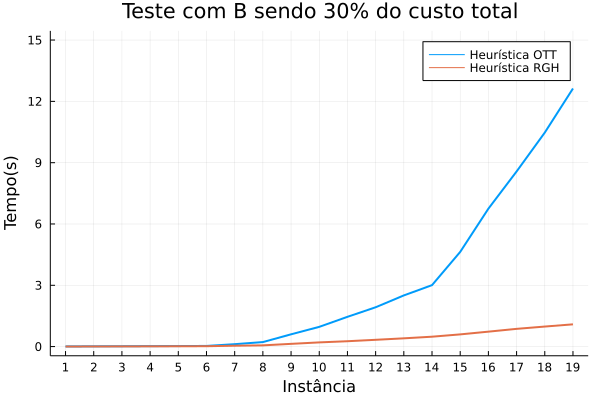 Teste com B sendo 30% do custo total
Heurística OTT
Heurística RGH
Tempo(s)
15
12
9
6
3
0
1 2 3 4 5 6 7 8 9 10 11 12 13 14 15 16 17 18 19
Instância